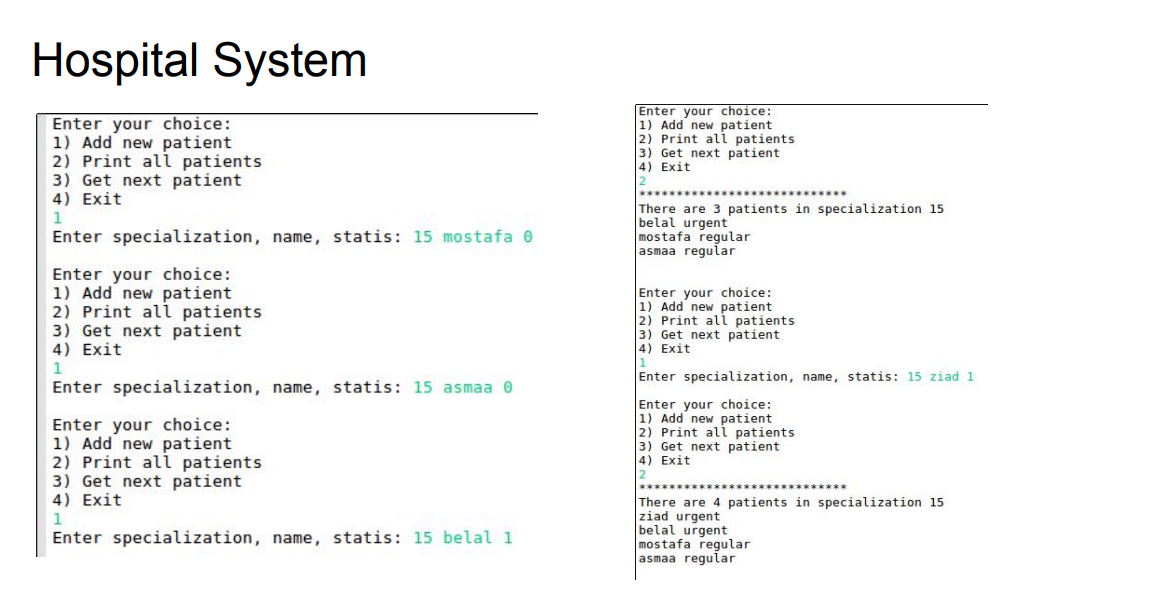 Hospital System
Enter your choice:
1) Add new patient
2) Print all patients
3) Get next patient
4) Exit
1
Enter specialization, name, statis: 15 mostafa 0
Enter your choice:
1) Add new patient
2) Print all patients
3) Get next patient
4) Exit
1
Enter specialization, name, statis: 15 asmaa 0
Enter your choice:
1) Add new patient
2) Print all patients
3) Get next patient
4) Exit
1
Enter specialization, name, statis: 15 belal 1
Enter your choice:
1) Add new patient
2) Print all patients
3) Get next patient
4) Exit
2
****************************
There are 3 patients in specialization 15
belal urgent
mostafa regular
asmaa regular
Enter your choice:
1) Add new patient
2) Print all patients
3) Get next patient
4) Exit
1
Enter specialization, name, statis: 15 ziad 1
Enter your choice:
1) Add new patient
2) Print all patients
3) Get next patient
4) Exit
2
****************************
There are 4 patients in specialization 15
ziad urgent
belal urgent
mostafa regular
asmaa regular